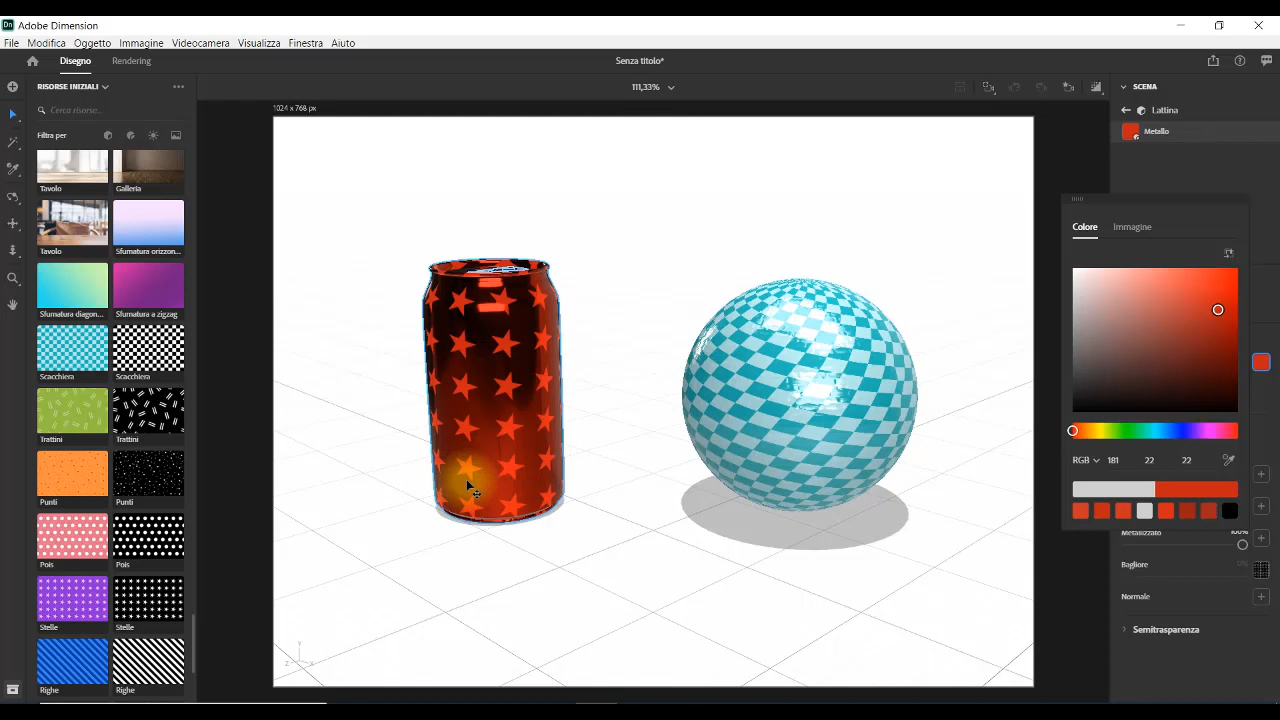 Dn Adobe Dimension
File Modifica Oggetto Immagine Videocamera Visualizza Finestra Aiuto
Disegno Rendering Senza titolo*
RISORSE INIZIALI 111,33% SCENA
Cerca risorse... 1024 x 768 px Lattina
Filtra per Metallo
Tavolo Galleria
Tavolo Sfumatura orizzon...
Sfumatura diagon... Sfumatura a zigzag
Scacchiera Scacchiera
Trattini Trattini
Punti Punti
Pois Pois
Stelle Stelle
Righe Righe
Colore Immagine
RGB 181 22 22
Metallizzato 100%
Bagliore 0%
Normale
Semitrasparenza
Y
Z X